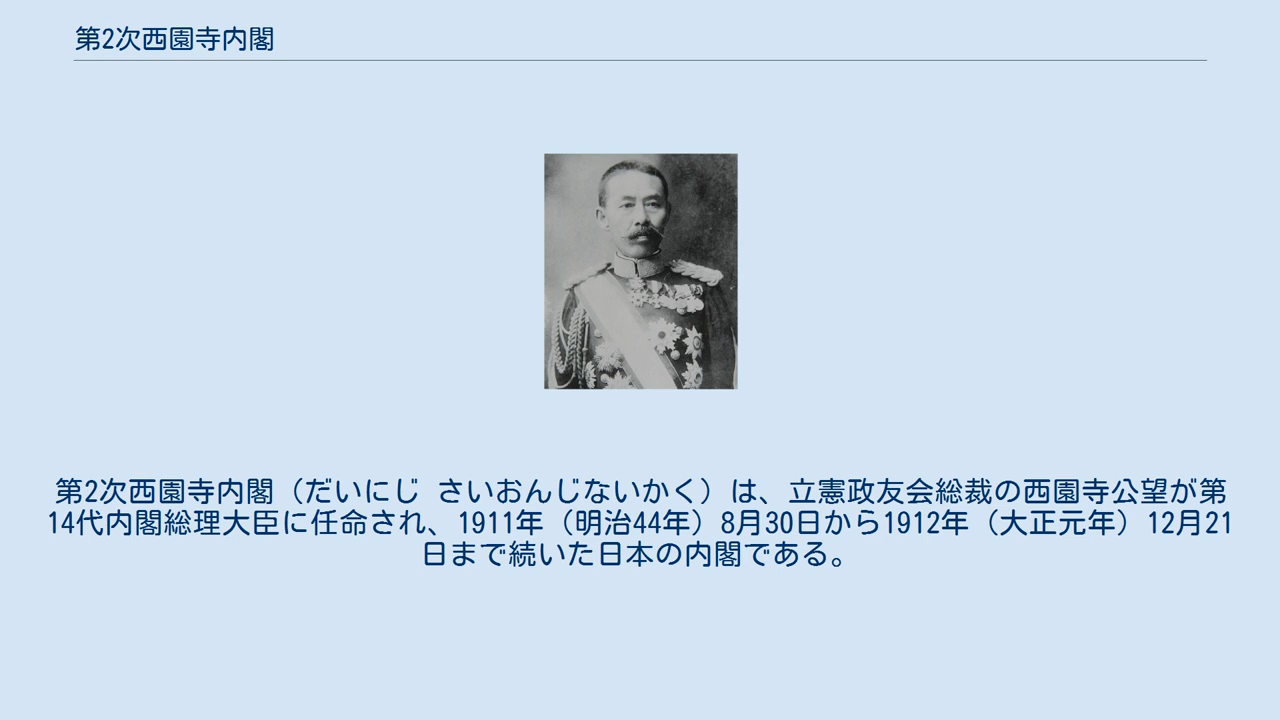 第2次西園寺内閣
第2次西園寺内閣（だいにじ さいおんじないかく）は、立憲政友会総裁の西園寺公望が第
14代内閣総理大臣に任命され、1911年（明治44年）8月30日から1912年（大正元年）12月21
日まで続いた日本の内閣である。